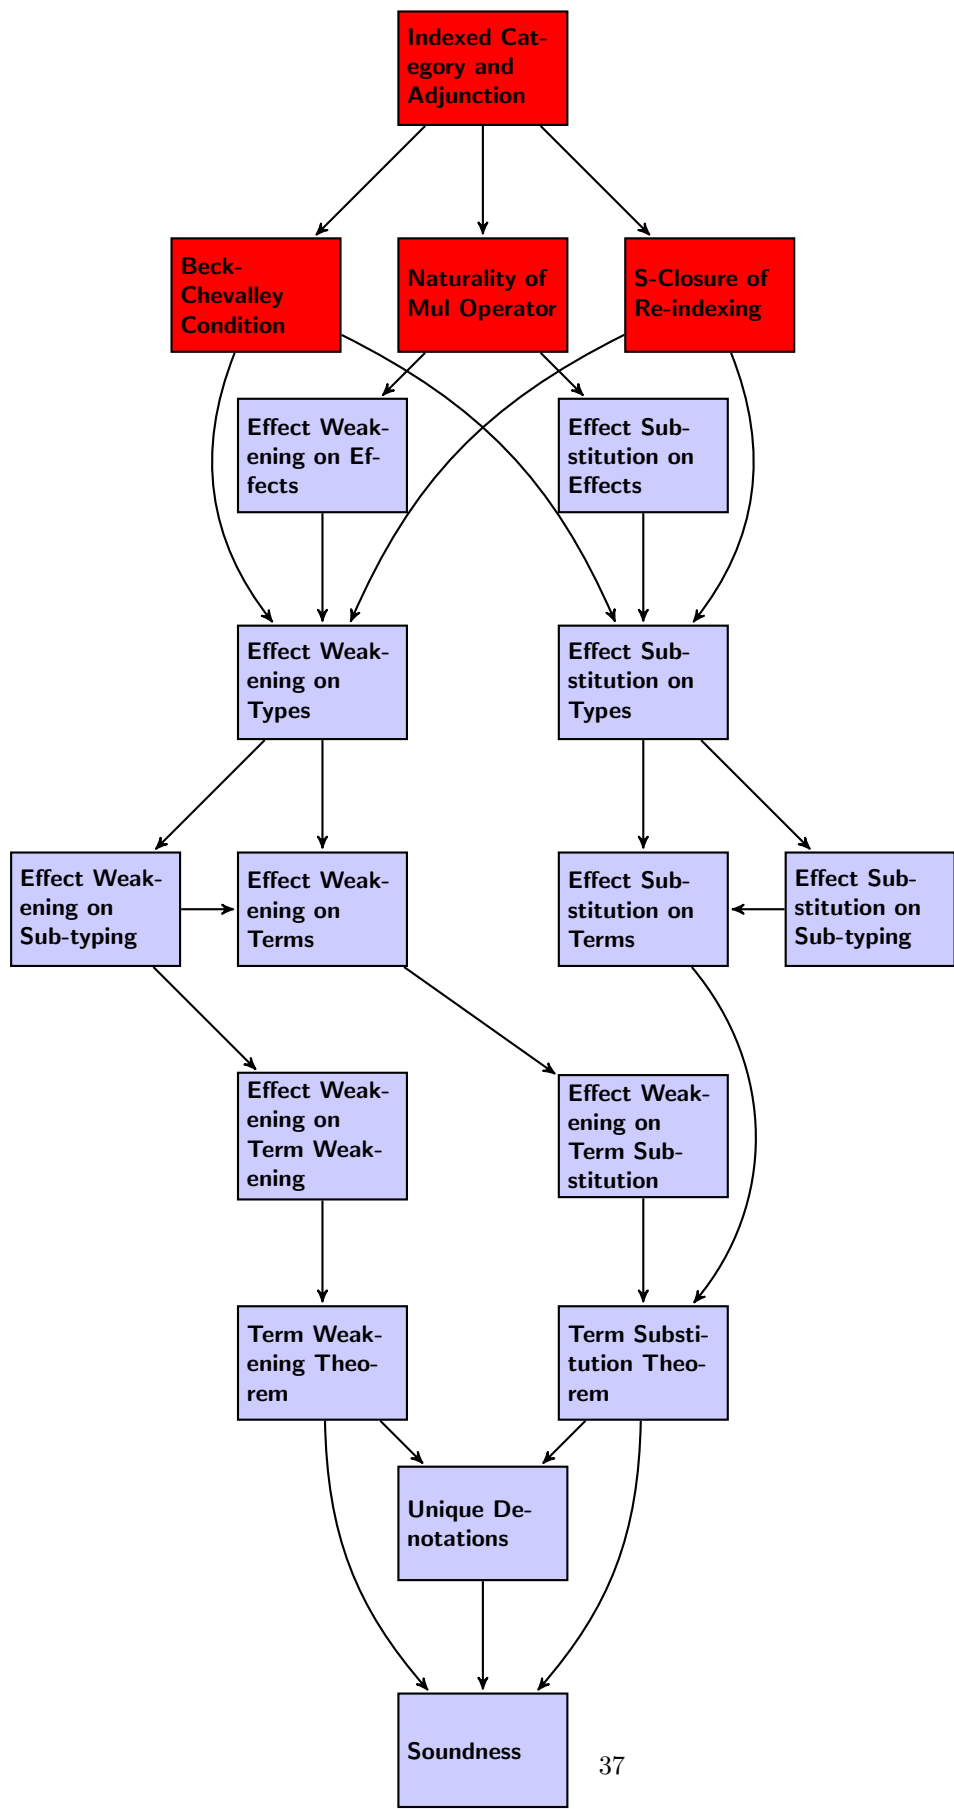 Indexed Cat-
egory and
Adjunction
Beck-
Chevalley
Condition
Naturality of
Mul Operator
S-Closure of
Re-indexing
Effect Weak-
ening on Ef-
fects
Effect Sub-
stitution on
Effects
Effect Weak-
ening on
Types
Effect Sub-
stitution on
Types
Effect Weak-
ening on
Sub-typing
Effect Weak-
ening on
Terms
Effect Sub-
stitution on
Terms
Effect Sub-
stitution on
Sub-typing
Effect Weak-
ening on
Term Weak-
ening
Effect Weak-
ening on
Term Sub-
stitution
Term Weak-
ening Theo-
rem
Term Substi-
tution Theo-
rem
Unique De-
notations
Soundness
37